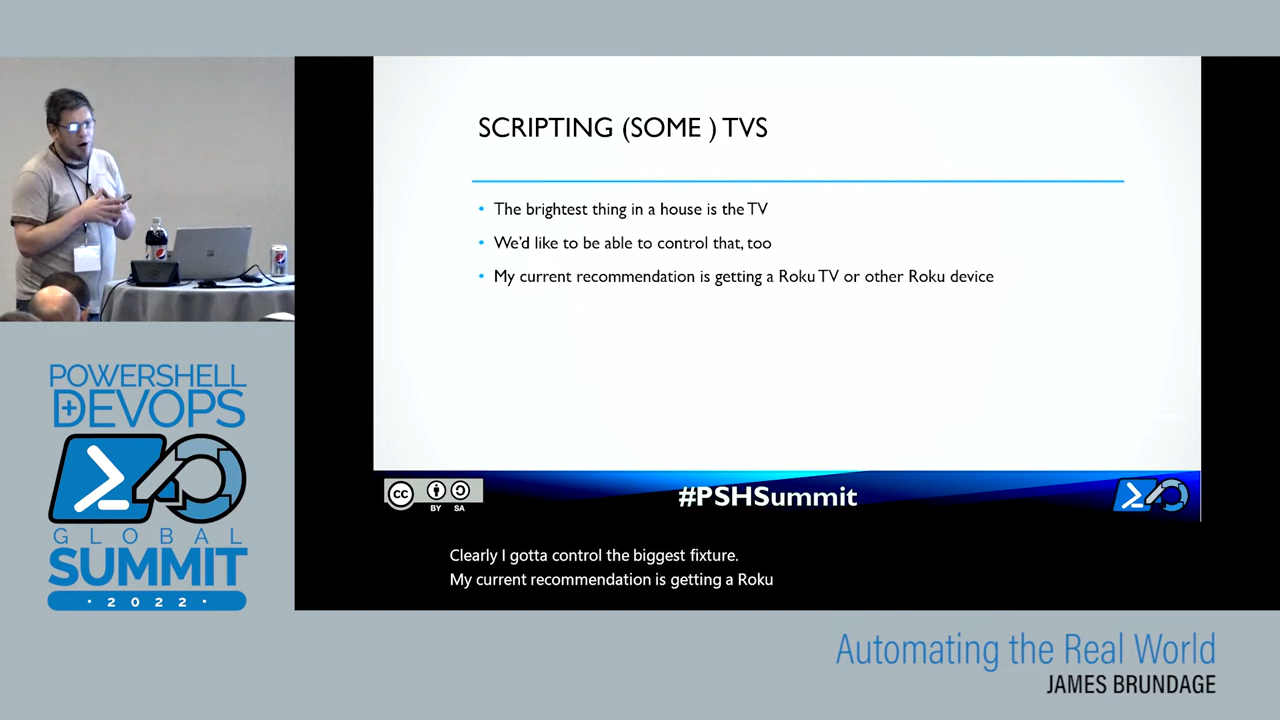 SCRIPTING (SOME ) TVS
• The brightest thing in a house is the TV
• We'd like to be able to control that, too
• My current recommendation is getting a Roku TV or other Roku device
cc
BY SA
#PSHSummit
Clearly I gotta control the biggest fixture.
My current recommendation is getting a Roku
POWERSHELL
+ DEVOPS
GLOBAL
SUMMIT
· 2022 ·
Automating the Real World
JAMES BRUNDAGE